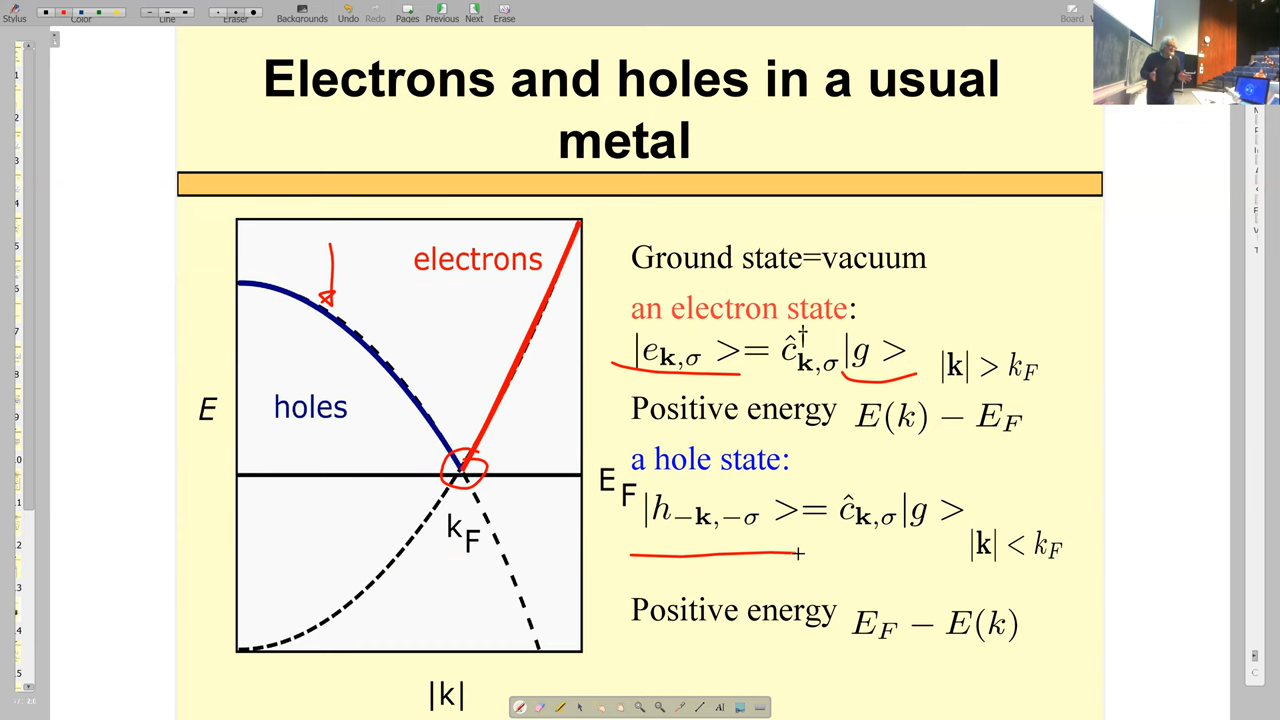 Stylus
Color
Line
Eraser
Backgrounds
Undo
Redo
Pages
Previous
Next
Erase
Board
Electrons and holes in a usual
metal
electrons
holes
E
E_F
k_F
|k|
Ground state=vacuum
an electron state:
|e_{k,σ} >= ĉ†_{k,σ}|g > |k| > k_F
Positive energy E(k) − E_F
a hole state:
|h_{−k,−σ} >= ĉ_{k,σ}|g >
|k| < k_F
Positive energy E_F − E(k)